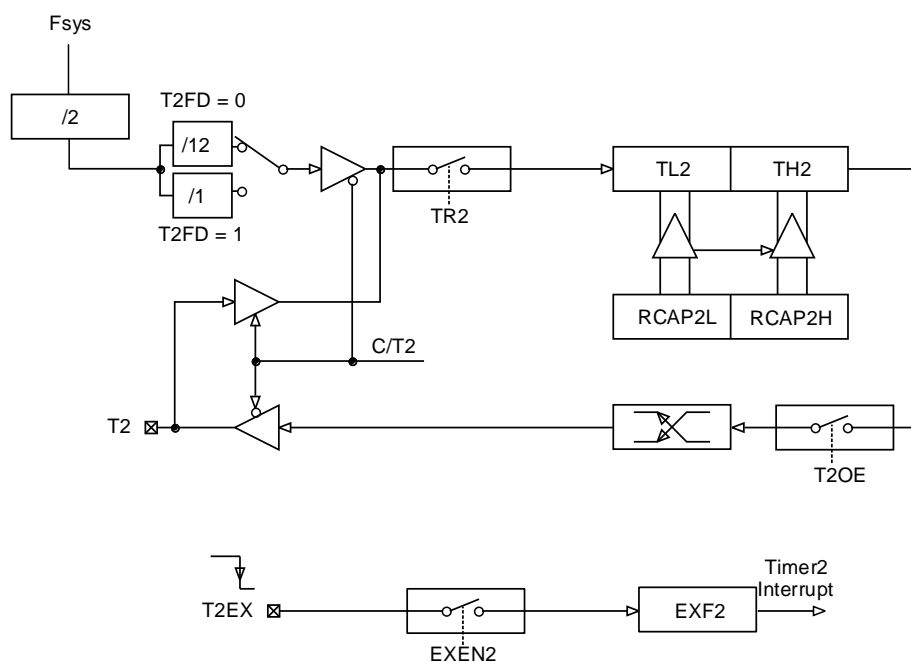 Fsys
/2
T2FD = 0
/12
/1
T2FD = 1
TR2
TL2
TH2
RCAP2L
RCAP2H
C/T2
T2
T2OE
T2EX
EXEN2
EXF2
Timer2
Interrupt